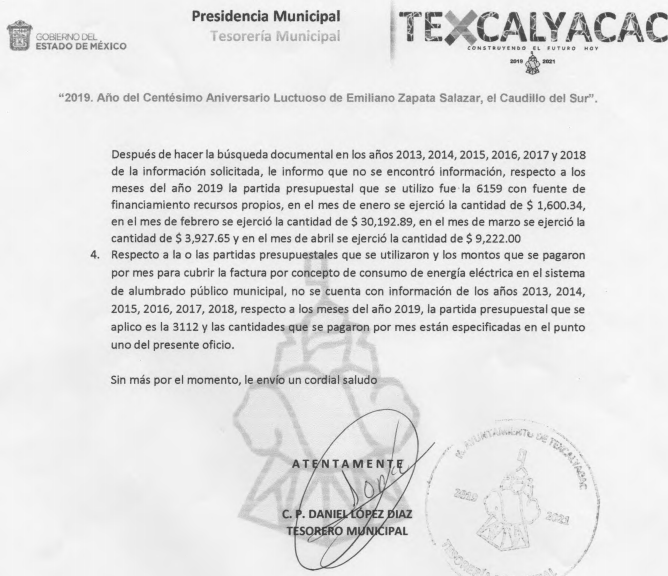 GOBIERNO DEL
ESTADO DE MÉXICO
Presidencia Municipal
Tesorería Municipal
TEXCALYACAC
CONSTRUYENDO EL FUTURO HOY
2019 2021
"2019. Año del Centésimo Aniversario Luctuoso de Emiliano Zapata Salazar, el Caudillo del Sur".
Después de hacer la búsqueda documental en los años 2013, 2014, 2015, 2016, 2017 y 2018
de la información solicitada, le informo que no se encontró información, respecto a los
meses del año 2019 la partida presupuestal que se utilizo fue la 6159 con fuente de
financiamiento recursos propios, en el mes de enero se ejerció la cantidad de $ 1,600.34,
en el mes de febrero se ejerció la cantidad de $ 30,192.89, en el mes de marzo se ejerció la
cantidad de $ 3,927.65 y en el mes de abril se ejerció la cantidad de $ 9,222.00
4. Respecto a la o las partidas presupuestales que se utilizaron y los montos que se pagaron
por mes para cubrir la factura por concepto de consumo de energía eléctrica en el sistema
de alumbrado público municipal, no se cuenta con información de los años 2013, 2014,
2015, 2016, 2017, 2018, respecto a los meses del año 2019, la partida presupuestal que se
aplico es la 3112 y las cantidades que se pagaron por mes están especificadas en el punto
uno del presente oficio.
Sin más por el momento, le envío un cordial saludo
ATENTAMENTE
C. P. DANIEL LÓPEZ DIAZ
TESORERO MUNICIPAL
AYUNTAMIENTO DE TEXCALYACAC
2019 2021